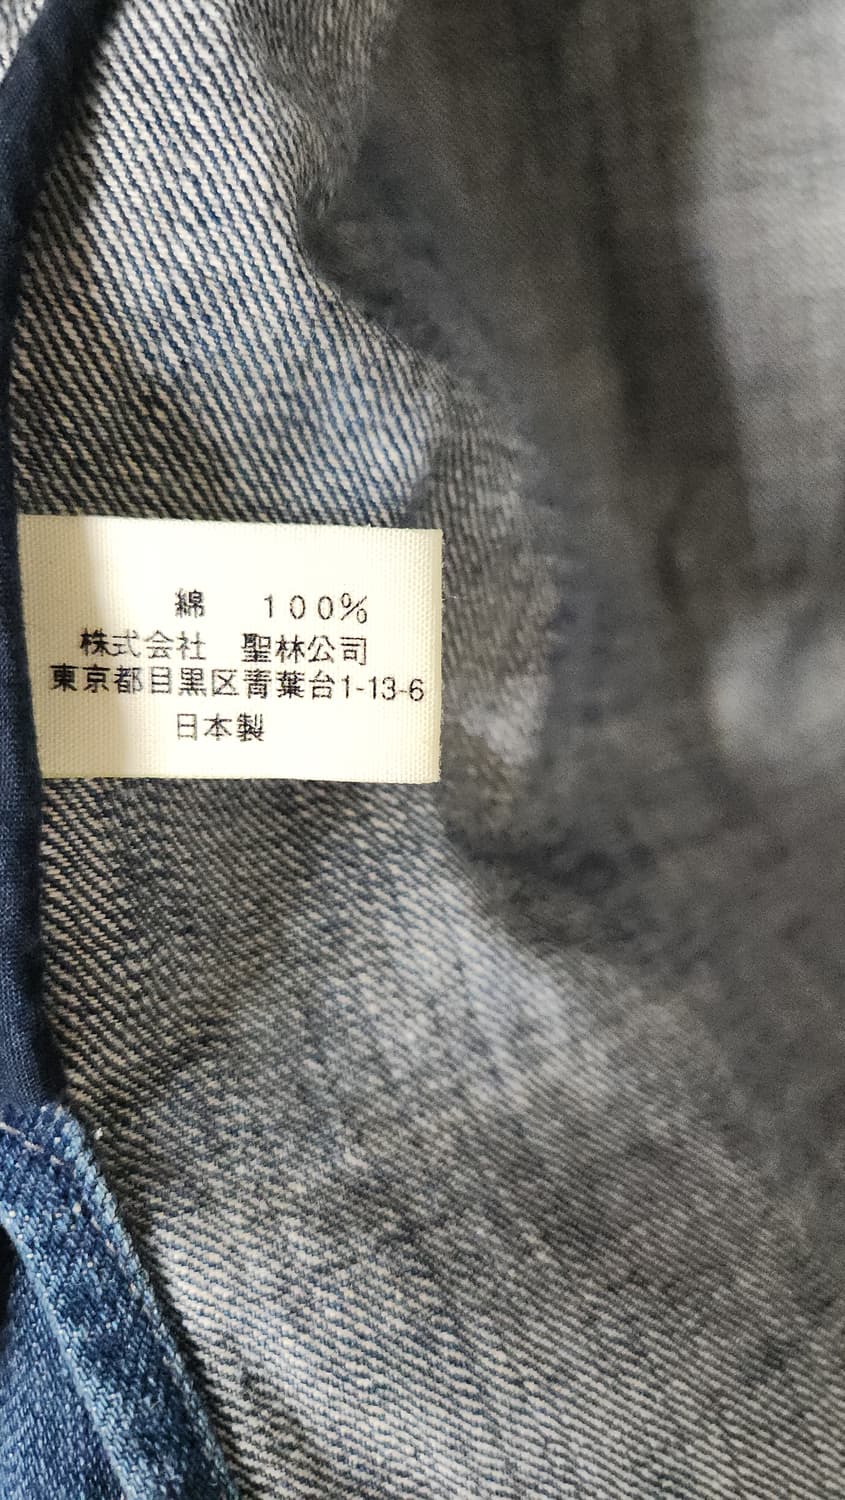 綿 100%
株式会社 聖林公司
東京都目黒区青葉台1-13-6
日本製